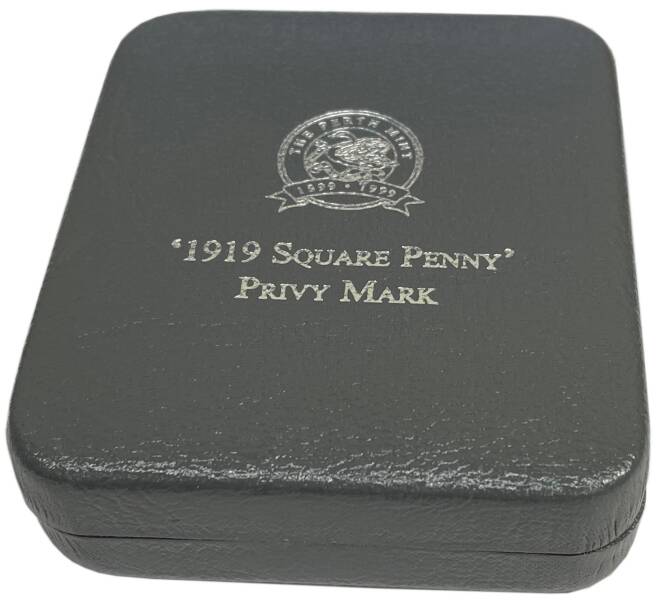 THE PERTH MINT
1899 • 1999
‘1919 SQUARE PENNY’
PRIVY MARK